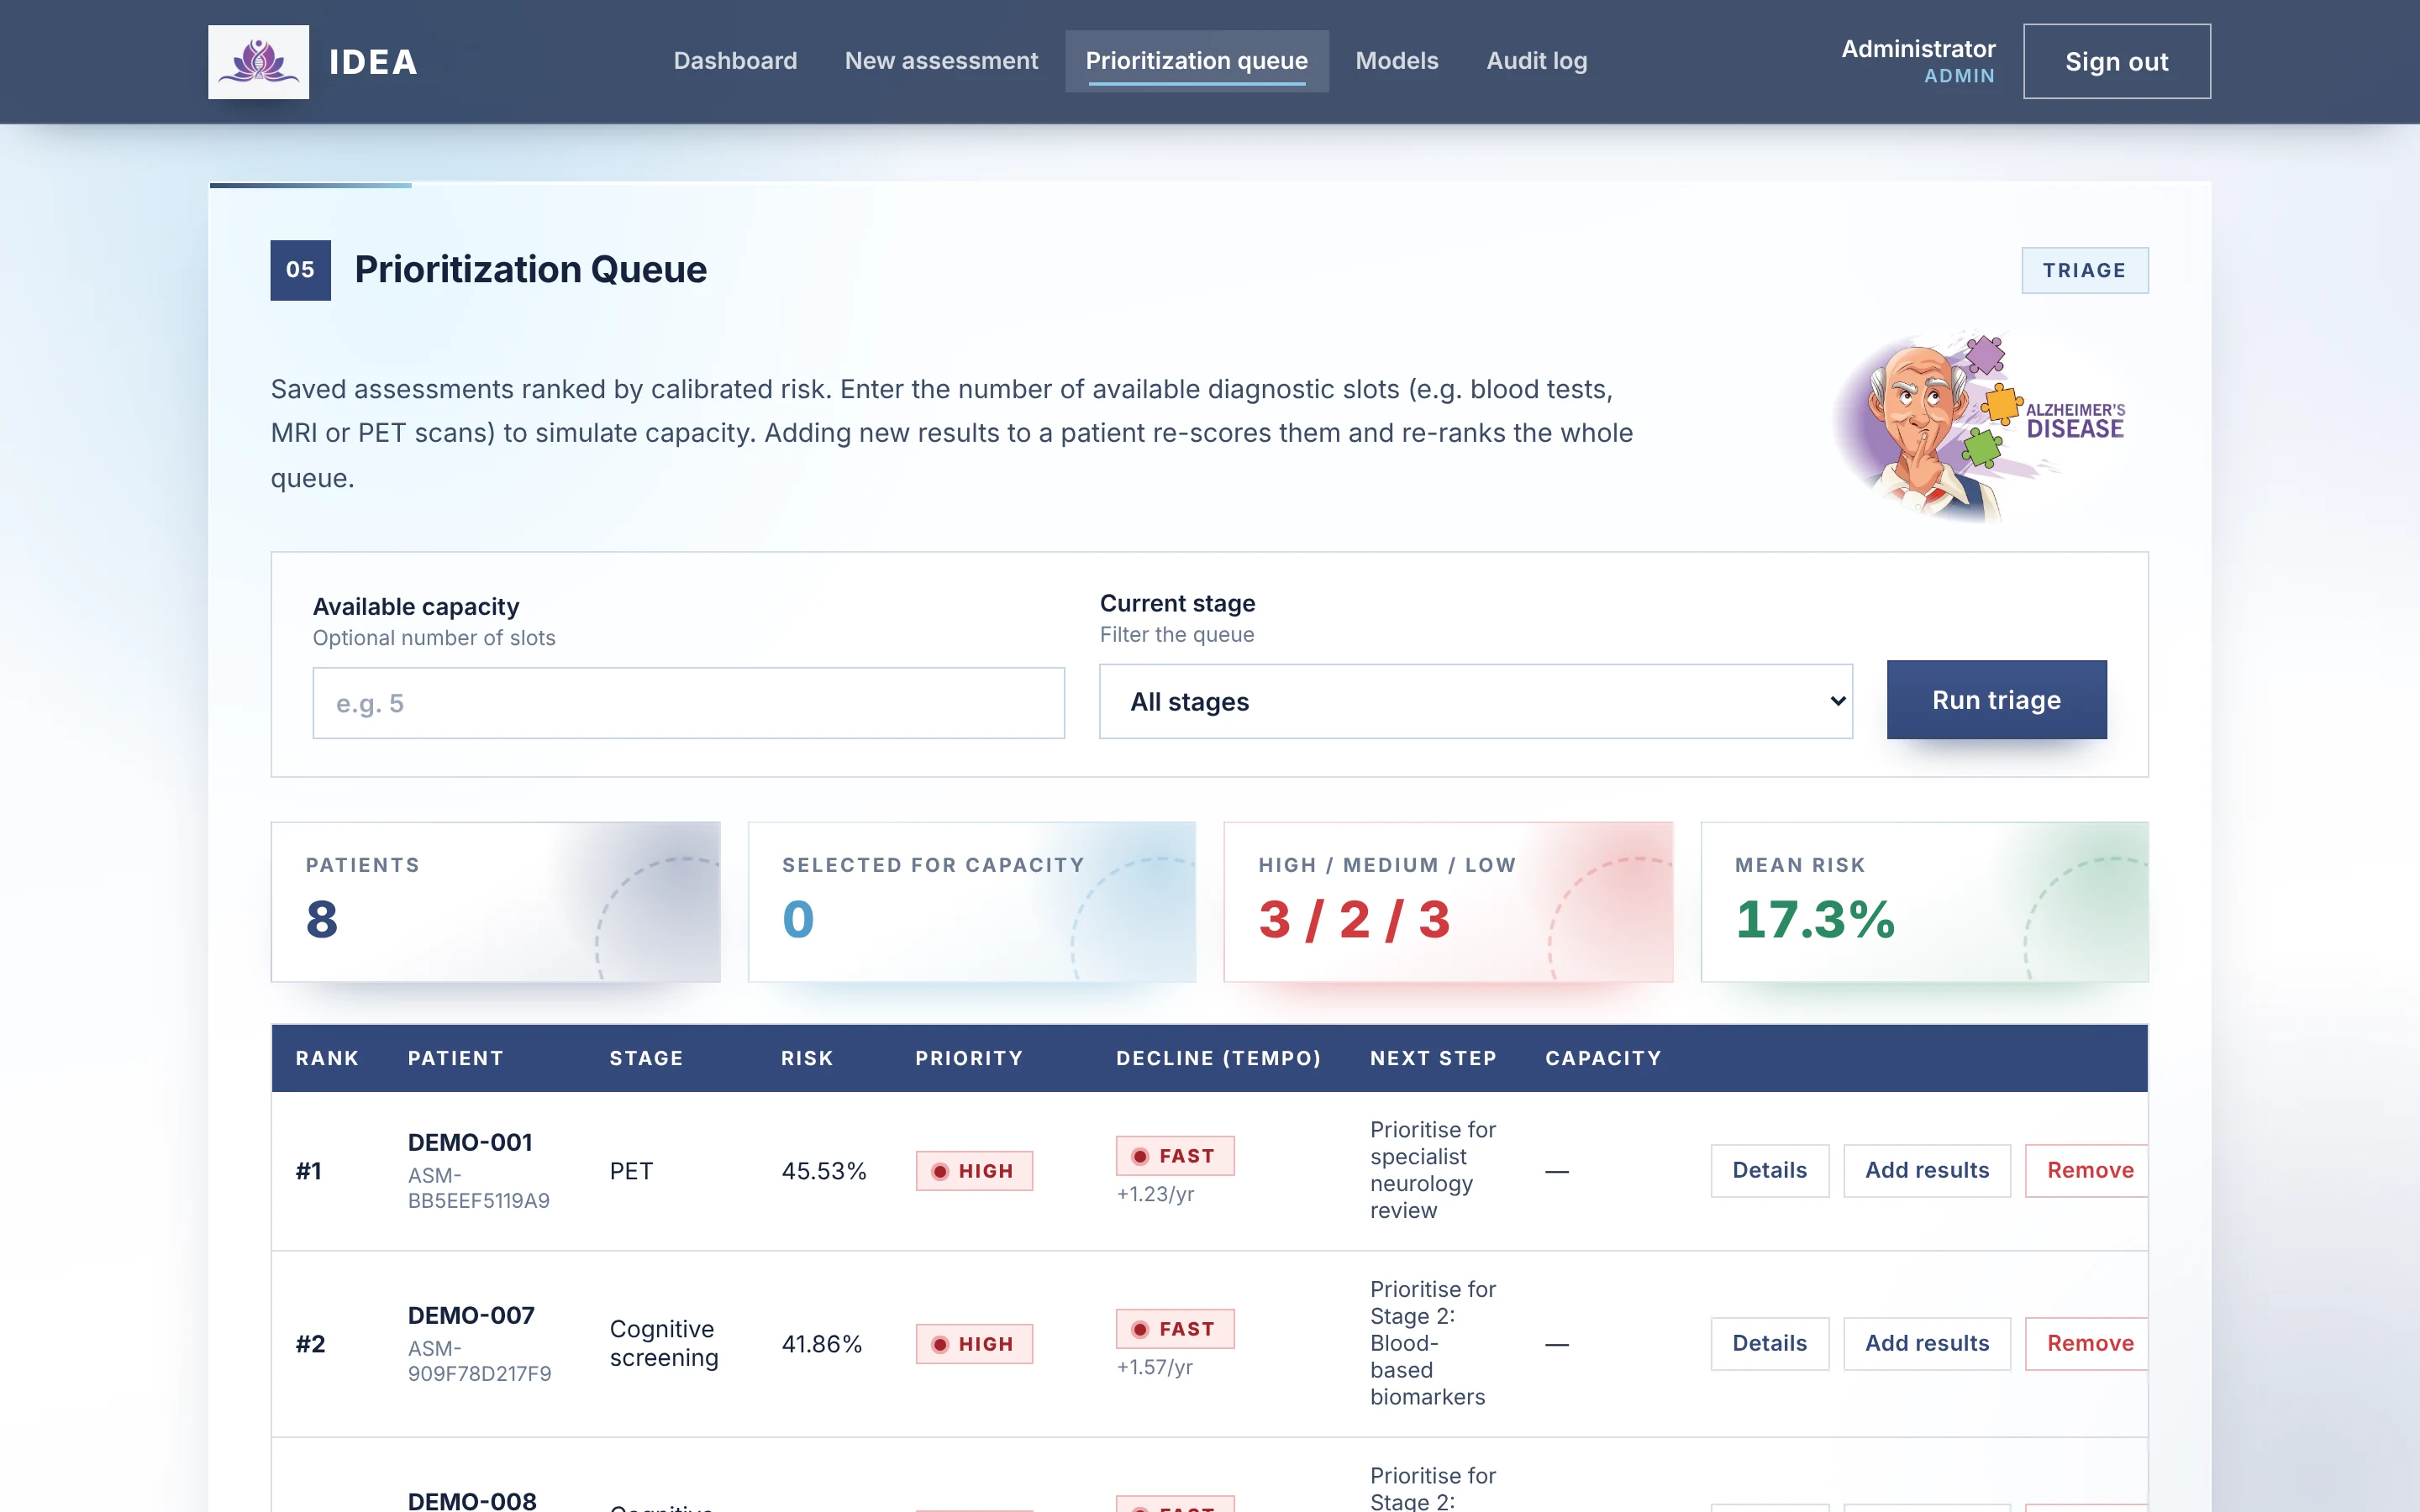 IDEA
Dashboard
New assessment
Prioritization queue
Models
Audit log
Administrator
ADMIN
Sign out
05
Prioritization Queue
TRIAGE
Saved assessments ranked by calibrated risk. Enter the number of available diagnostic slots (e.g. blood tests,
MRI or PET scans) to simulate capacity. Adding new results to a patient re-scores them and re-ranks the whole
queue.
ALZHEIMER'S
DISEASE
Available capacity
Optional number of slots
e.g. 5
Current stage
Filter the queue
All stages
Run triage
PATIENTS
8
SELECTED FOR CAPACITY
0
HIGH / MEDIUM / LOW
3 / 2 / 3
MEAN RISK
17.3%
RANK PATIENT STAGE RISK PRIORITY DECLINE (TEMPO) NEXT STEP CAPACITY
#1
DEMO-001
ASM-
BB5EEF5119A9
PET
45.53%
HIGH
FAST
+1.23/yr
Prioritise for
specialist
neurology
review
—
Details
Add results
Remove
#2
DEMO-007
ASM-
909F78D217F9
Cognitive
screening
41.86%
HIGH
FAST
+1.57/yr
Prioritise for
Stage 2:
Blood-
based
biomarkers
—
Details
Add results
Remove
DEMO-008
Prioritise for
Stage 2: